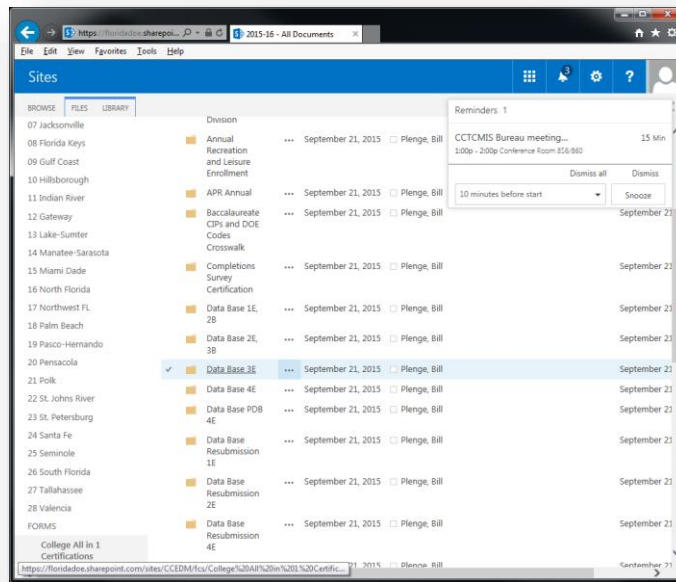 https://floridadoe.sharepoi...
2015-16 - All Documents
File Edit View Favorites Tools Help
Sites
3
?
BROWSE FILES LIBRARY
07 Jacksonville
08 Florida Keys
09 Gulf Coast
10 Hillsborough
11 Indian River
12 Gateway
13 Lake-Sumter
14 Manatee-Sarasota
15 Miami Dade
16 North Florida
17 Northwest FL
18 Palm Beach
19 Pasco-Hernando
20 Pensacola
21 Polk
22 St. Johns River
23 St. Petersburg
24 Santa Fe
25 Seminole
26 South Florida
27 Tallahassee
28 Valencia
FORMS
College All in 1
Certifications
Division
Annual ... September 21, 2015 Plenge, Bill
Recreation
and Leisure
Enrollment
APR Annual ... September 21, 2015 Plenge, Bill
Baccalaureate ... September 21, 2015 Plenge, Bill September 21
CIPs and DOE
Codes
Crosswalk
Completions ... September 21, 2015 Plenge, Bill September 21
Survey
Certification
Data Base 1E, ... September 21, 2015 Plenge, Bill September 21
2B
Data Base 2E, ... September 21, 2015 Plenge, Bill September 21
3B
Data Base 3E ... September 21, 2015 Plenge, Bill September 21
Data Base 4E ... September 21, 2015 Plenge, Bill September 21
Data Base PDB ... September 21, 2015 Plenge, Bill September 21
4E
Data Base ... September 21, 2015 Plenge, Bill September 21
Resubmission
1E
Data Base ... September 21, 2015 Plenge, Bill September 21
Resubmission
2E
Data Base ... September 21, 2015 Plenge, Bill September 21
Resubmission
4E
21, 2015 Plenge, Bill September 21
Reminders 1
CCTCMIS Bureau meeting... 15 Min
1:00p - 2:00p Conference Room 856/860
Dismiss all Dismiss
10 minutes before start Snooze
https://floridadoe.sharepoint.com/sites/CCEDM/fcs/College%20All%20in%201%20Certific...